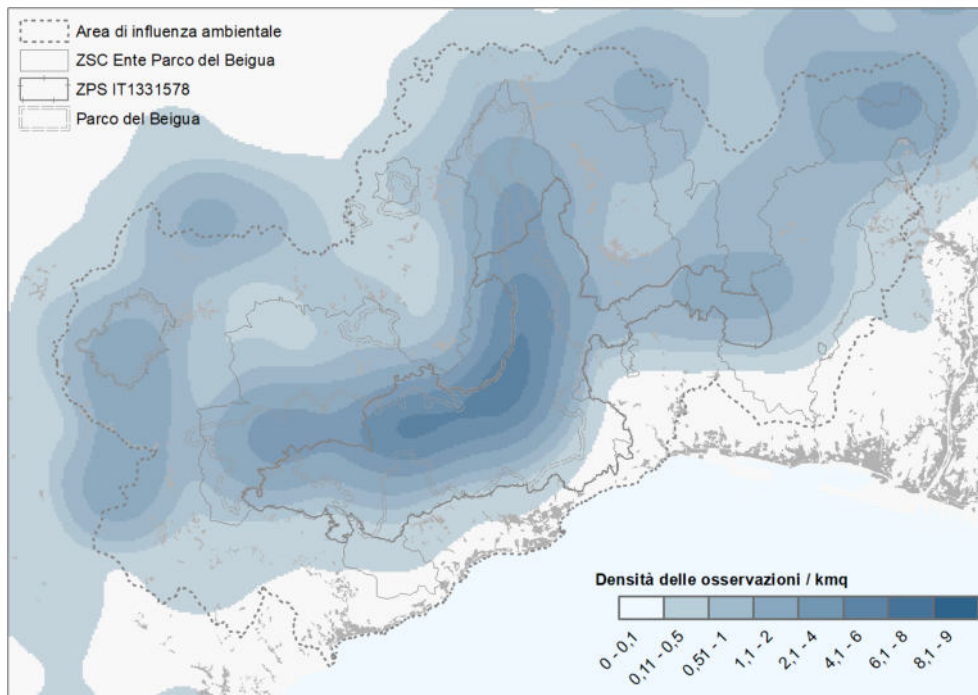 Area di influenza ambientale
ZSC Ente Parco del Beigua
ZPS IT1331578
Parco del Beigua
Densità delle osservazioni / kmq
0 - 0,1
0,11 - 0,5
0,51 - 1
1,1 - 2
2,1 - 4
4,1 - 6
6,1 - 8
8,1 - 9